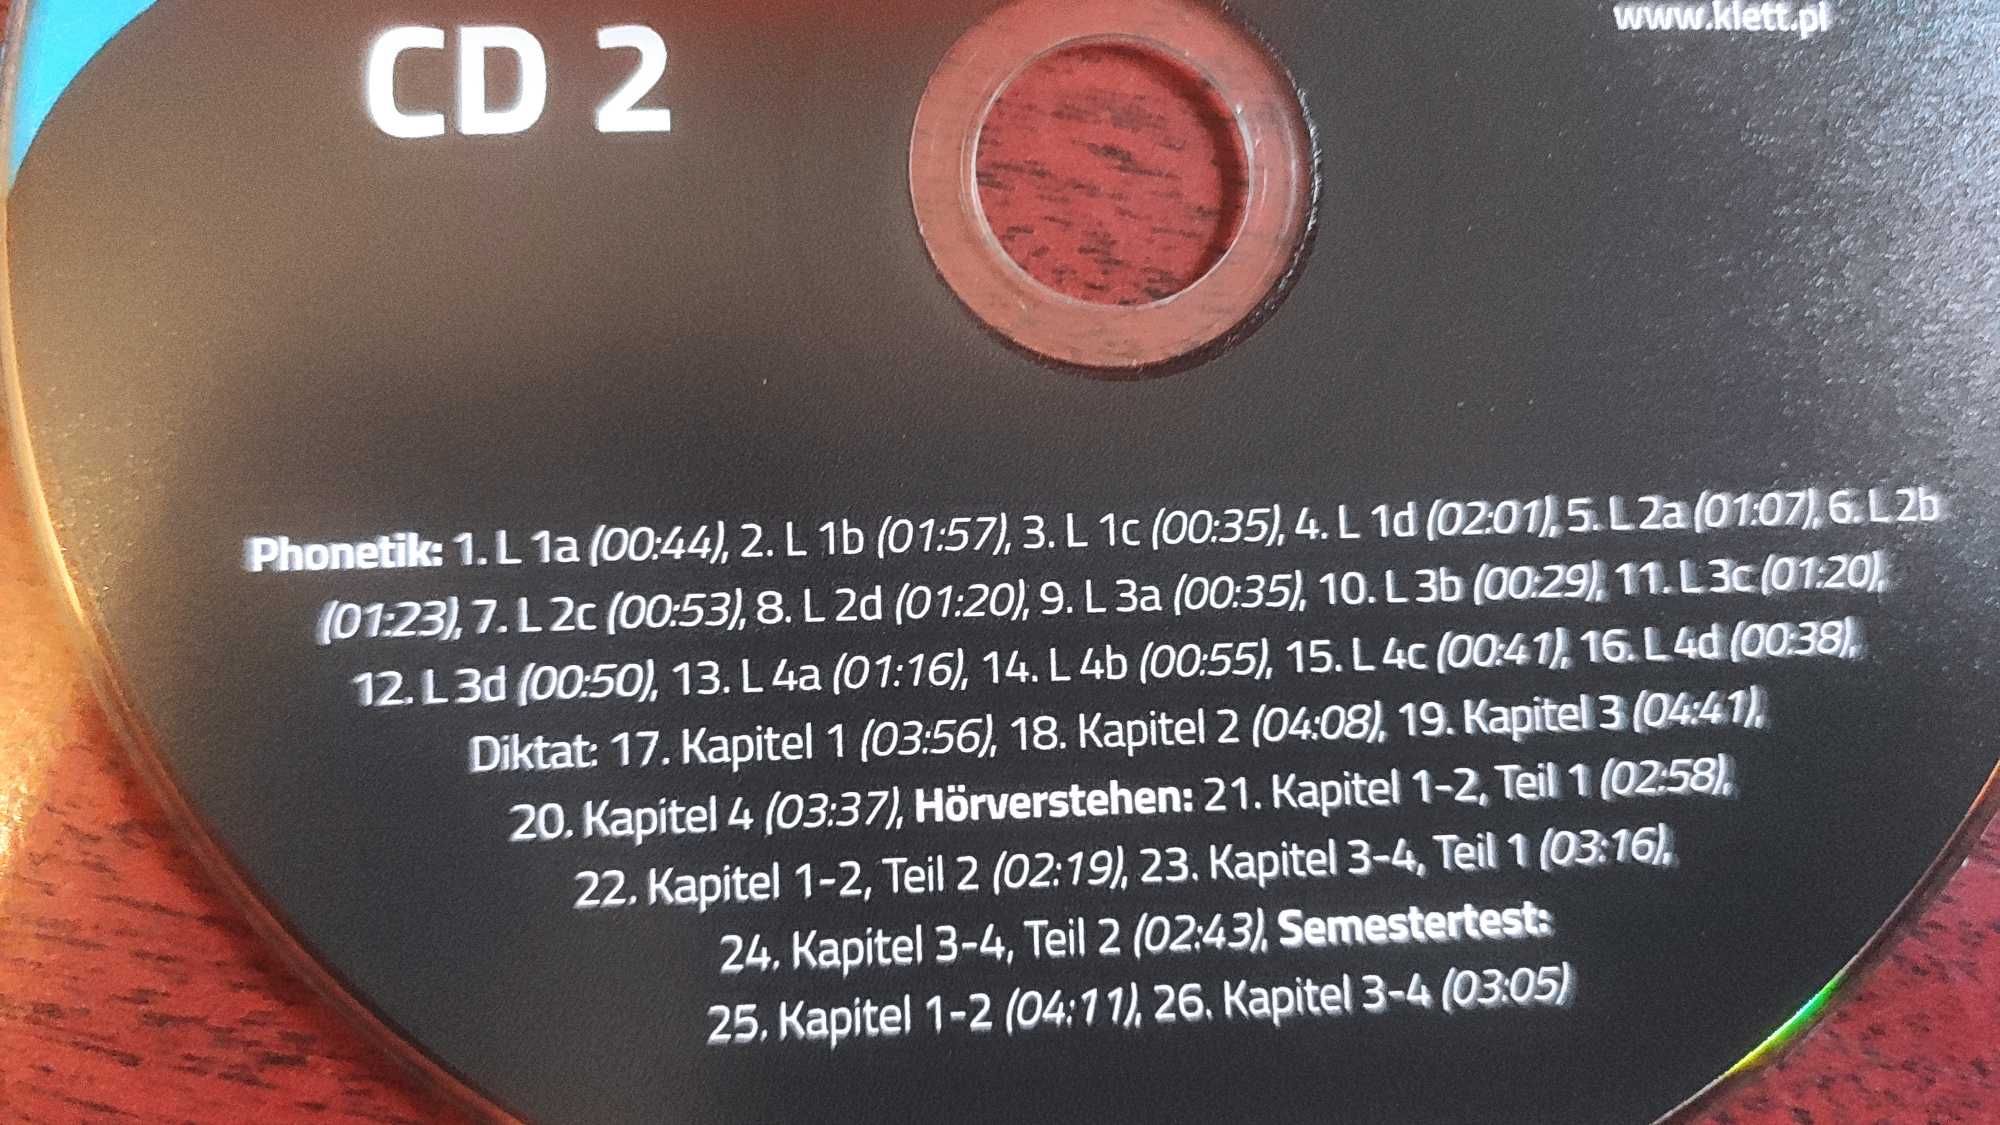 www.klett.pl
CD 2
Phonetik: 1. L 1a (00:44), 2. L 1b (01:57), 3. L 1c (00:35), 4. L 1d (02:01), 5. L 2a (01:07), 6. L 2b
(01:23), 7. L 2c (00:53), 8. L 2d (01:20), 9. L 3a (00:35), 10. L 3b (00:29), 11. L 3c (01:20),
12. L 3d (00:50), 13. L 4a (01:16), 14. L 4b (00:55), 15. L 4c (00:41), 16. L 4d (00:38),
Diktat: 17. Kapitel 1 (03:56), 18. Kapitel 2 (04:08), 19. Kapitel 3 (04:41),
20. Kapitel 4 (03:37), Hörverstehen: 21. Kapitel 1-2, Teil 1 (02:58),
22. Kapitel 1-2, Teil 2 (02:19), 23. Kapitel 3-4, Teil 1 (03:16),
24. Kapitel 3-4, Teil 2 (02:43), Semestertest:
25. Kapitel 1-2 (04:11), 26. Kapitel 3-4 (03:05)